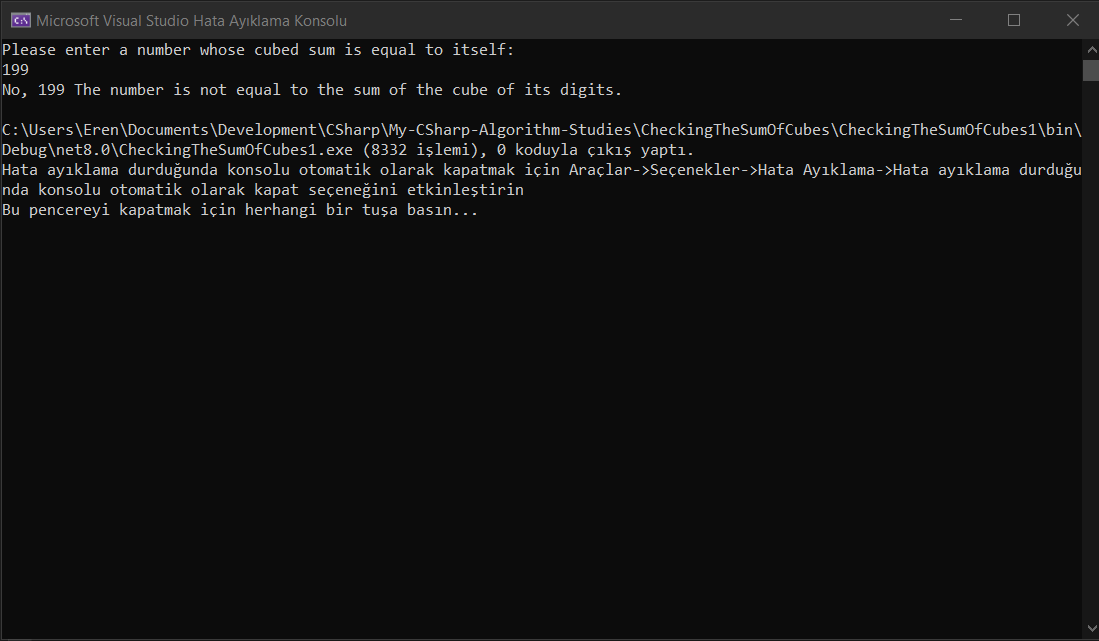 Microsoft Visual Studio Hata Ayıklama Konsolu
Please enter a number whose cubed sum is equal to itself:
199
No, 199 The number is not equal to the sum of the cube of its digits.
C:\Users\Eren\Documents\Development\CSharp\My-CSharp-Algorithm-Studies\CheckingTheSumOfCubes\CheckingTheSumOfCubes1\bin\
Debug\net8.0\CheckingTheSumOfCubes1.exe (8332 işlemi), 0 koduyla çıkış yaptı.
Hata ayıklama durduğunda konsolu otomatik olarak kapatmak için Araçlar->Seçenekler->Hata Ayıklama->Hata ayıklama durduğu
nda konsolu otomatik olarak kapat seçeneğini etkinleştirin
Bu pencereyi kapatmak için herhangi bir tuşa basın...